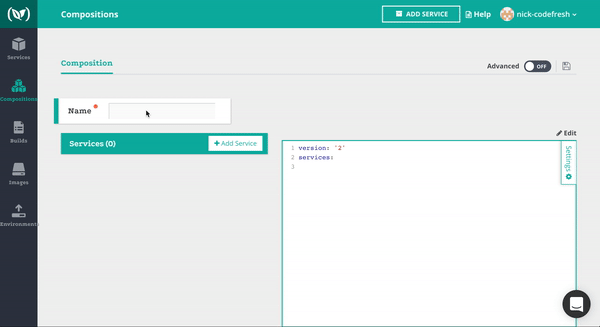 Compositions
ADD SERVICE
Help
nick-codefresh
Services
Compositions
Builds
Images
Environment
Composition
Advanced
OFF
Name
Services (0)
Add Service
Edit
1 version: '2'
2 services:
3
Settings